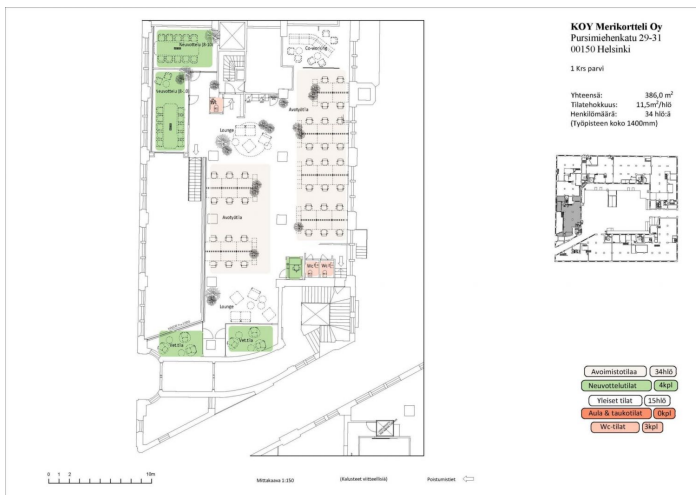 KOY Merikortteli Oy
Pursimiehenkatu 29-31
00150 Helsinki
1 Krs parvi
Yhteensä: 386,0 m²
Tilatehokkuus: 11,5m²/hlö
Henkilömäärä: 34 hlö:ä
(Työpisteen koko 1400mm)
Co-working
Avotyötila
Lounge
Avotyötila
Lounge
Vet.tila
Vet.tila
Avoimistotilaa 34hlö
Neuvottelutilat 4kpl
Yleiset tilat 15hlö
Aula & taukotilat 0kpl
Wc-tilat 3kpl
0 1 2 10m
Mittakaava 1:150
(Kalusteet viitteellisiä)
Poistumistiet